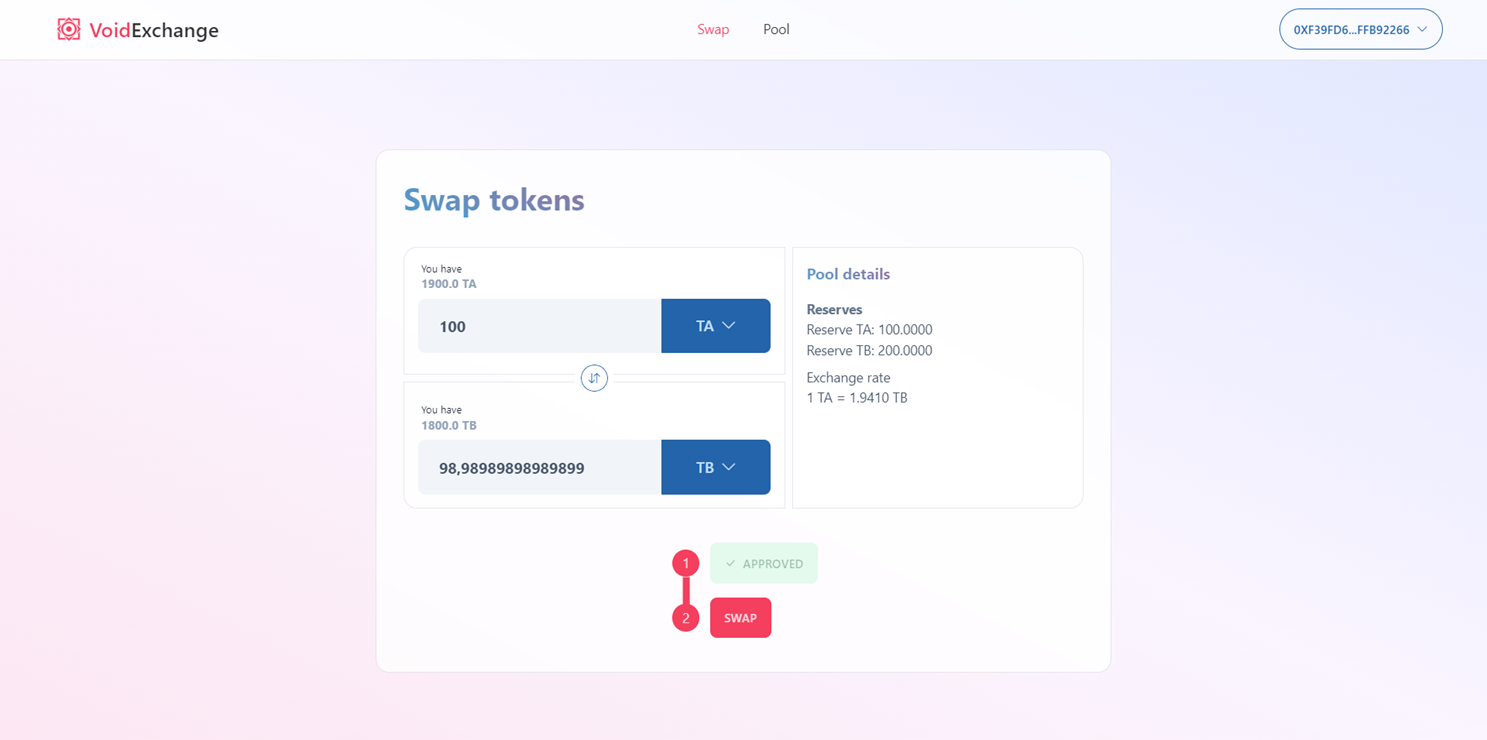 VoidExchange
Swap
Pool
0XF39FD6...FFB92266
Swap tokens
You have
1900.0 TA
100
TA
You have
1800.0 TB
98,98989898989899
TB
Pool details
Reserves
Reserve TA: 100.0000
Reserve TB: 200.0000
Exchange rate
1 TA = 1.9410 TB
1
APPROVED
2
SWAP